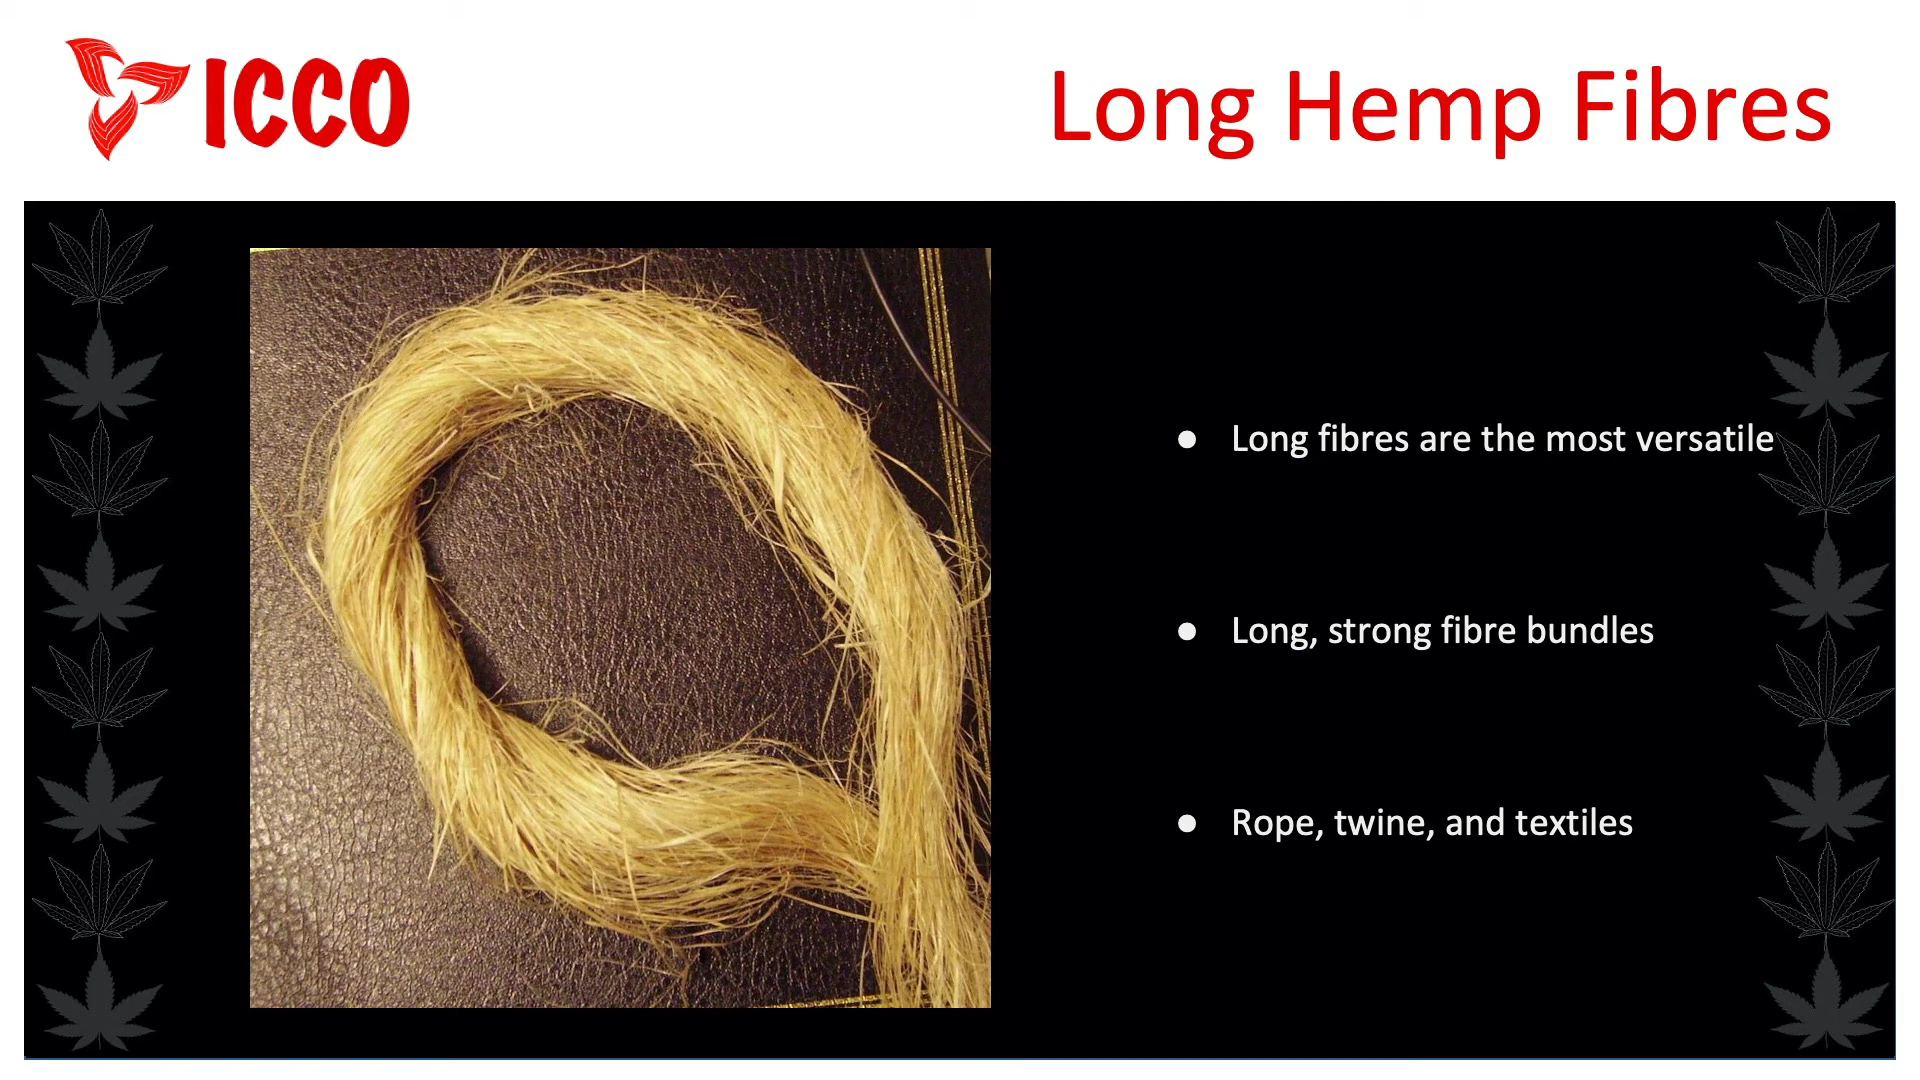 ICCO
Long Hemp Fibres
● Long fibres are the most versatile
● Long, strong fibre bundles
● Rope, twine, and textiles